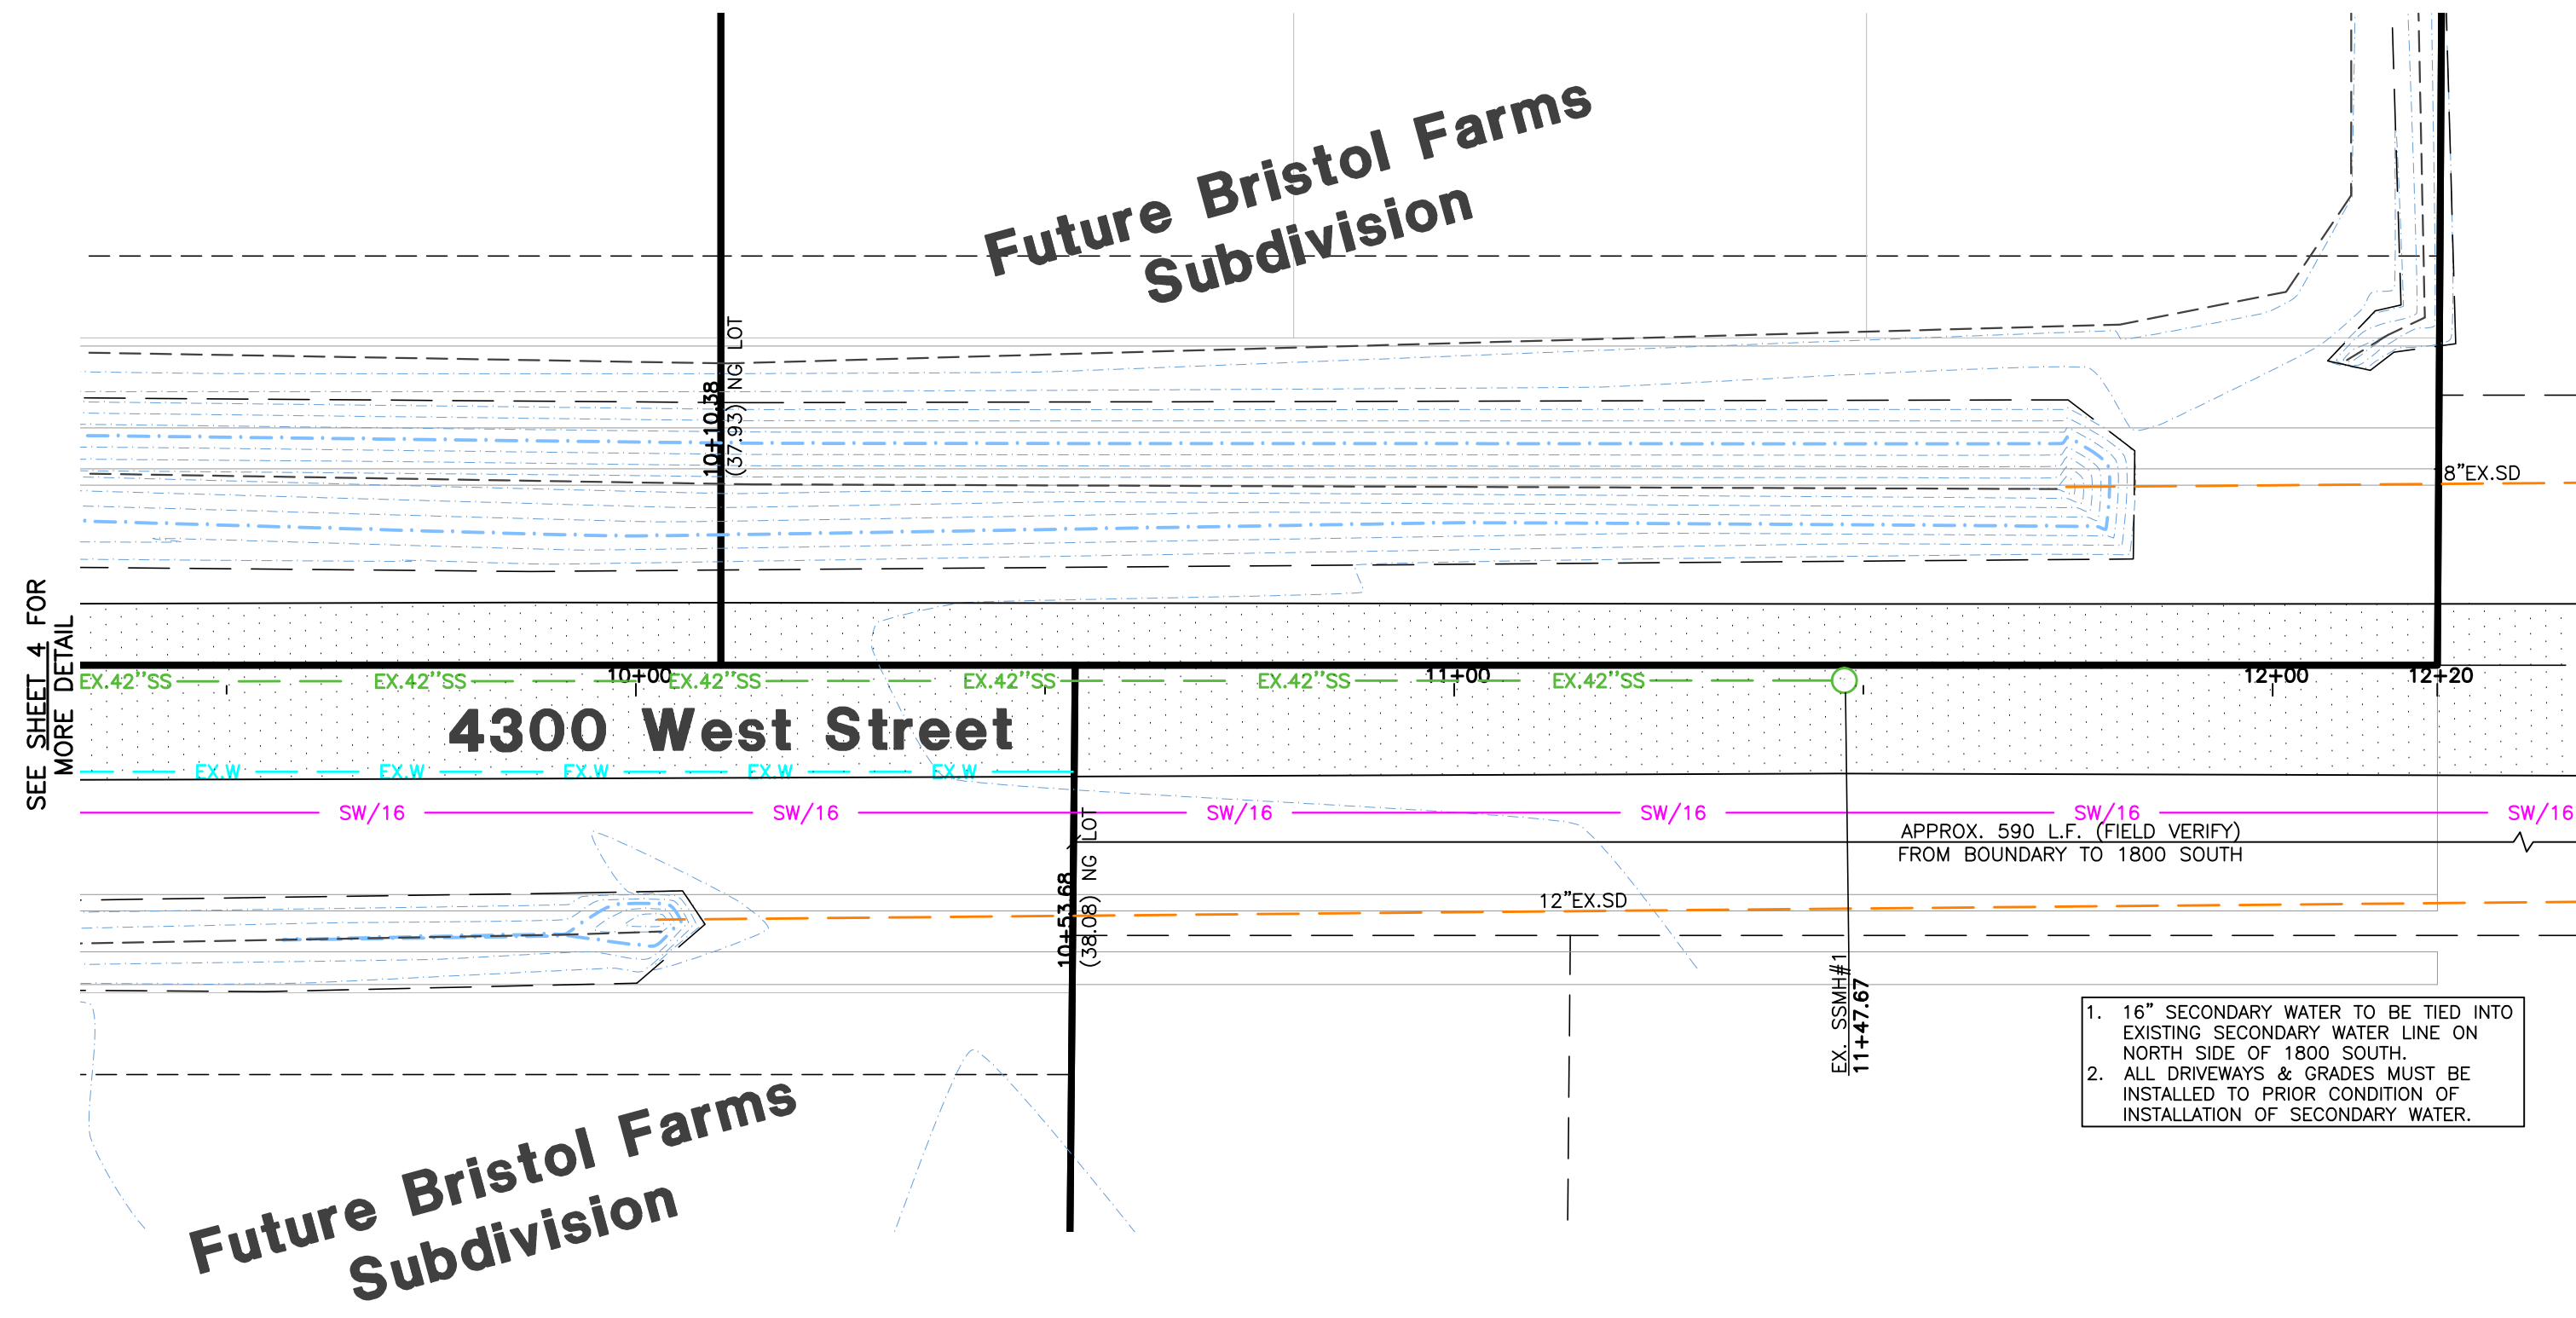 Future Bristol Farms
Subdivision
10+10.38
(37.93) NG LOT
8"EX.SD
SEE SHEET 4 FOR
MORE DETAIL
10+00
11+00
12+00
12+20
EX.42''SS
EX.42''SS
EX.42''SS
EX.42''SS
EX.42''SS
EX.42''SS
4300 West Street
EX.W
EX.W
EX.W
EX.W
EX.W
SW/16
SW/16
SW/16
SW/16
SW/16
SW/16
APPROX. 590 L.F. (FIELD VERIFY)
FROM BOUNDARY TO 1800 SOUTH
10+53.68
(38.08) NG LOT
12"EX.SD
EX. SSMH#1
11+47.67
1. 16" SECONDARY WATER TO BE TIED INTO
EXISTING SECONDARY WATER LINE ON
NORTH SIDE OF 1800 SOUTH.
2. ALL DRIVEWAYS & GRADES MUST BE
INSTALLED TO PRIOR CONDITION OF
INSTALLATION OF SECONDARY WATER.
Future Bristol Farms
Subdivision